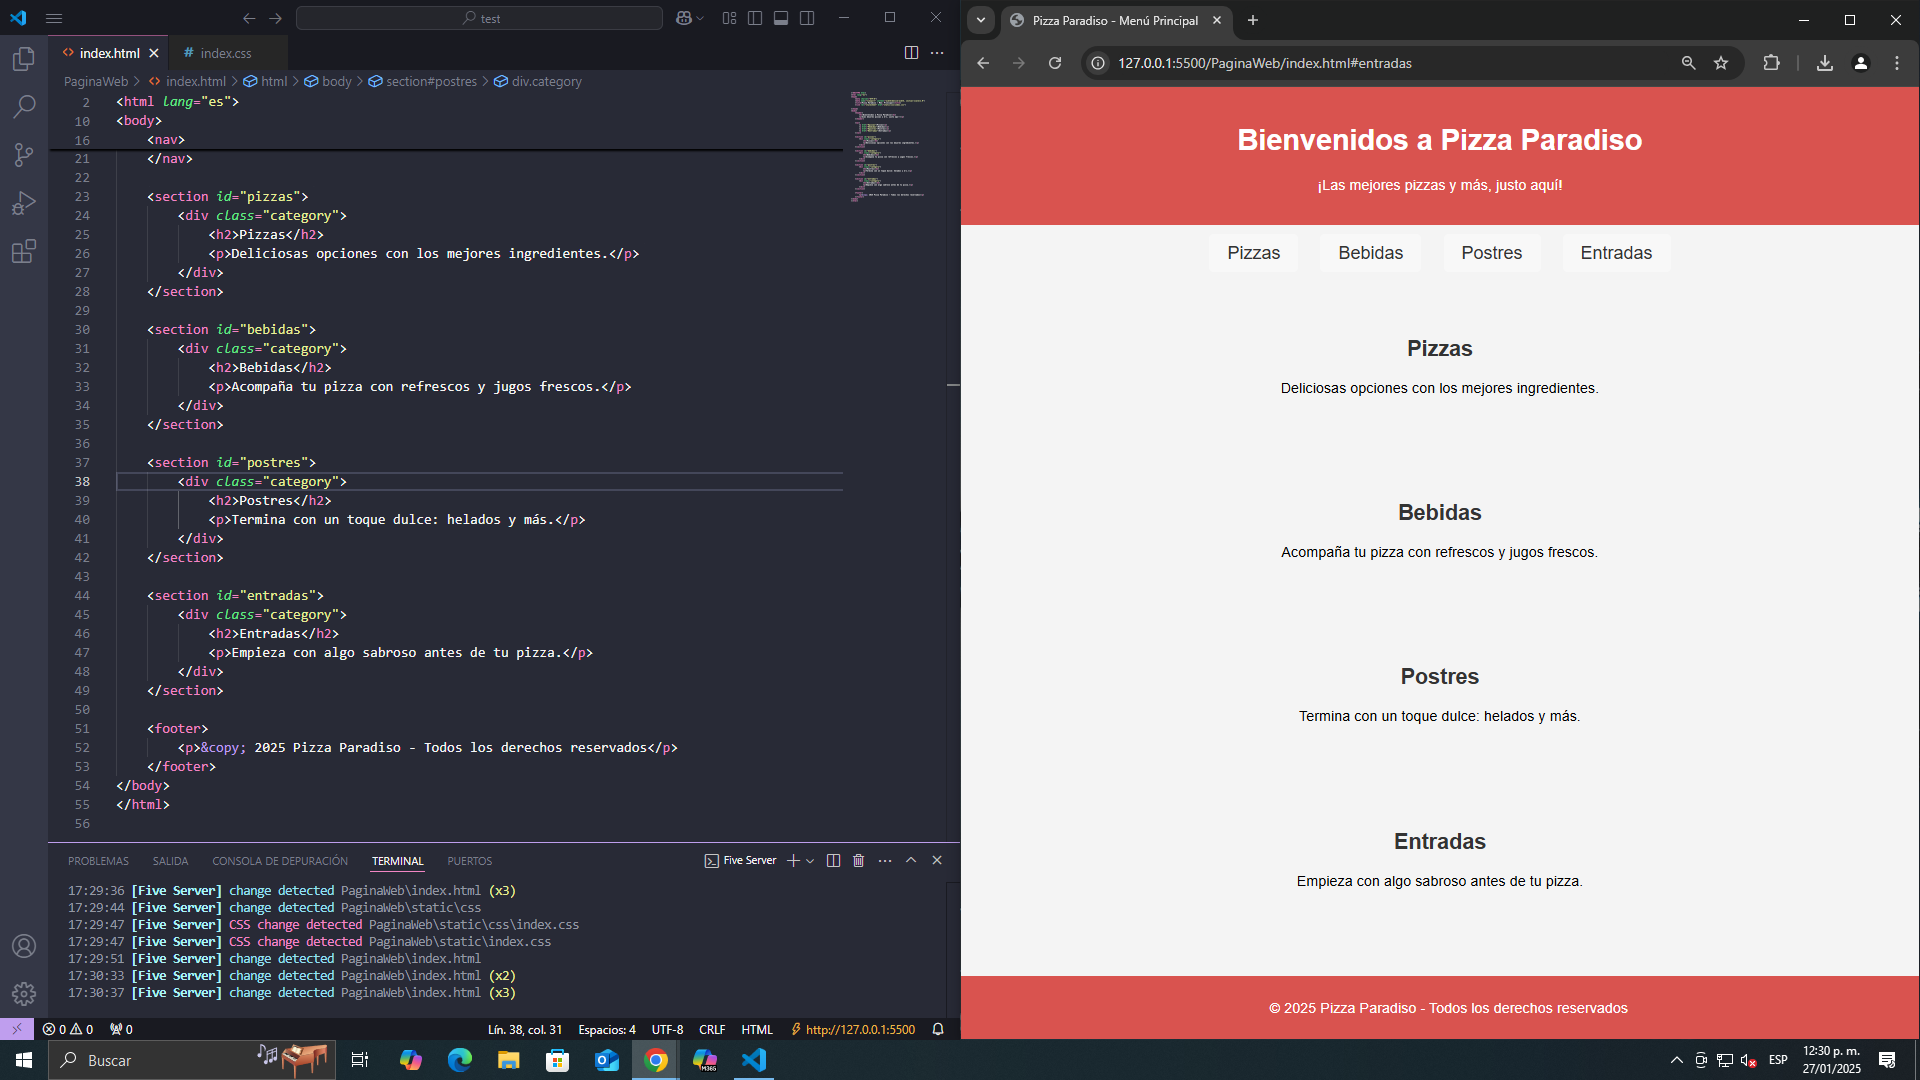 test
index.html
index.css
PaginaWeb > index.html > html > body > section#postres > div.category
2 <html lang="es">
10 <body>
16 <nav>
21 </nav>
22
23 <section id="pizzas">
24 <div class="category">
25 <h2>Pizzas</h2>
26 <p>Deliciosas opciones con los mejores ingredientes.</p>
27 </div>
28 </section>
29
30 <section id="bebidas">
31 <div class="category">
32 <h2>Bebidas</h2>
33 <p>Acompaña tu pizza con refrescos y jugos frescos.</p>
34 </div>
35 </section>
36
37 <section id="postres">
38 <div class="category">
39 <h2>Postres</h2>
40 <p>Termina con un toque dulce: helados y más.</p>
41 </div>
42 </section>
43
44 <section id="entradas">
45 <div class="category">
46 <h2>Entradas</h2>
47 <p>Empieza con algo sabroso antes de tu pizza.</p>
48 </div>
49 </section>
50
51 <footer>
52 <p>&copy; 2025 Pizza Paradiso - Todos los derechos reservados</p>
53 </footer>
54 </body>
55 </html>
56
PROBLEMAS SALIDA CONSOLA DE DEPURACIÓN TERMINAL PUERTOS Five Server
17:29:36 [Five Server] change detected PaginaWeb\index.html (x3)
17:29:44 [Five Server] change detected PaginaWeb\static\css
17:29:47 [Five Server] CSS change detected PaginaWeb\static\css\index.css
17:29:47 [Five Server] CSS change detected PaginaWeb\static\index.css
17:29:51 [Five Server] change detected PaginaWeb\index.html
17:30:33 [Five Server] change detected PaginaWeb\index.html (x2)
17:30:37 [Five Server] change detected PaginaWeb\index.html (x3)
0 0 0 Lín. 38, col. 31 Espacios: 4 UTF-8 CRLF HTML http://127.0.0.1:5500
Pizza Paradiso - Menú Principal
127.0.0.1:5500/PaginaWeb/index.html#entradas
Bienvenidos a Pizza Paradiso
¡Las mejores pizzas y más, justo aquí!
Pizzas Bebidas Postres Entradas
Pizzas
Deliciosas opciones con los mejores ingredientes.
Bebidas
Acompaña tu pizza con refrescos y jugos frescos.
Postres
Termina con un toque dulce: helados y más.
Entradas
Empieza con algo sabroso antes de tu pizza.
© 2025 Pizza Paradiso - Todos los derechos reservados
Buscar
M365
ESP
12:30 p. m.
27/01/2025